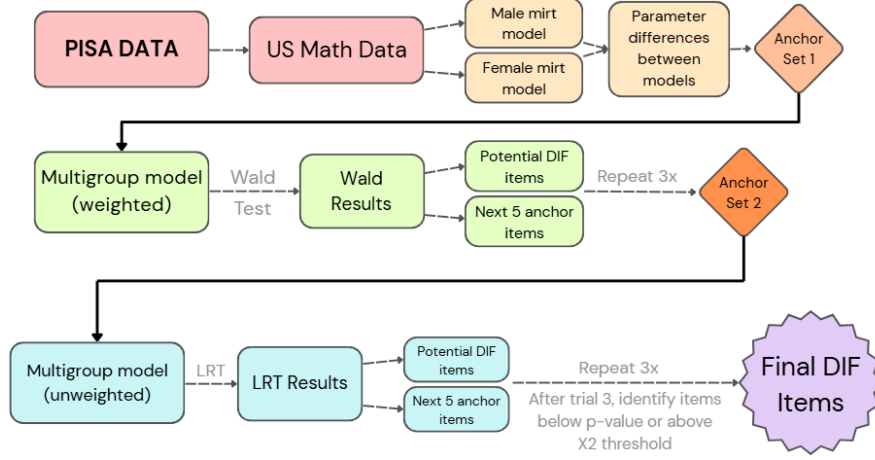 PISA DATA
US Math Data
Male mirt
model
Female mirt
model
Parameter
differences
between
models
Anchor
Set 1
Multigroup model
(weighted)
Wald
Test
Wald
Results
Potential DIF
items
Next 5 anchor
items
Repeat 3x
Anchor
Set 2
Multigroup model
(unweighted)
LRT
LRT Results
Potential DIF
items
Next 5 anchor
items
Repeat 3x
After trial 3, identify items
below p-value or above
X2 threshold
Final DIF
Items